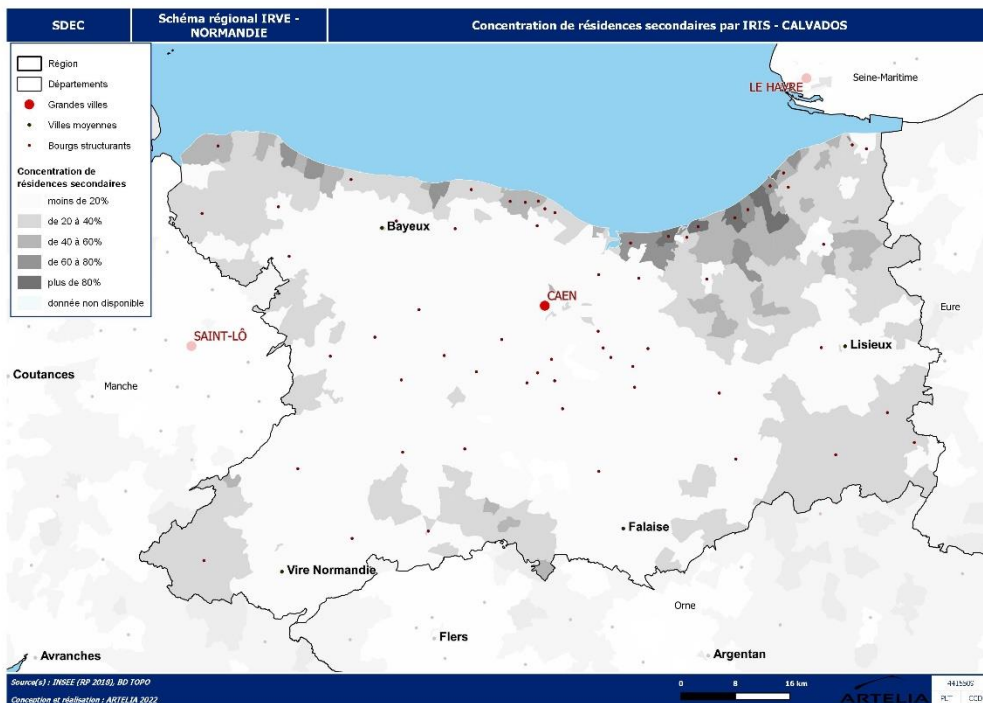 SDEC
Schéma régional IRVE -
NORMANDIE
Concentration de résidences secondaires par IRIS - CALVADOS
Région
Départements
Grandes villes
Villes moyennes
Bourgs structurants
Concentration de
résidences secondaires
moins de 20%
de 20 à 40%
de 40 à 60%
de 60 à 80%
plus de 80%
donnée non disponible
LE HAVRE
Seine-Maritime
Bayeux
CAEN
SAINT-LÔ
Eure
Lisieux
Coutances
Manche
Falaise
Vire Normandie
Orne
Flers
Argentan
Avranches
Source(s) : INSEE (RP 2018), BD TOPO
Conception et réalisation : ARTELIA 2022
0 8 16 km
ARTELIA